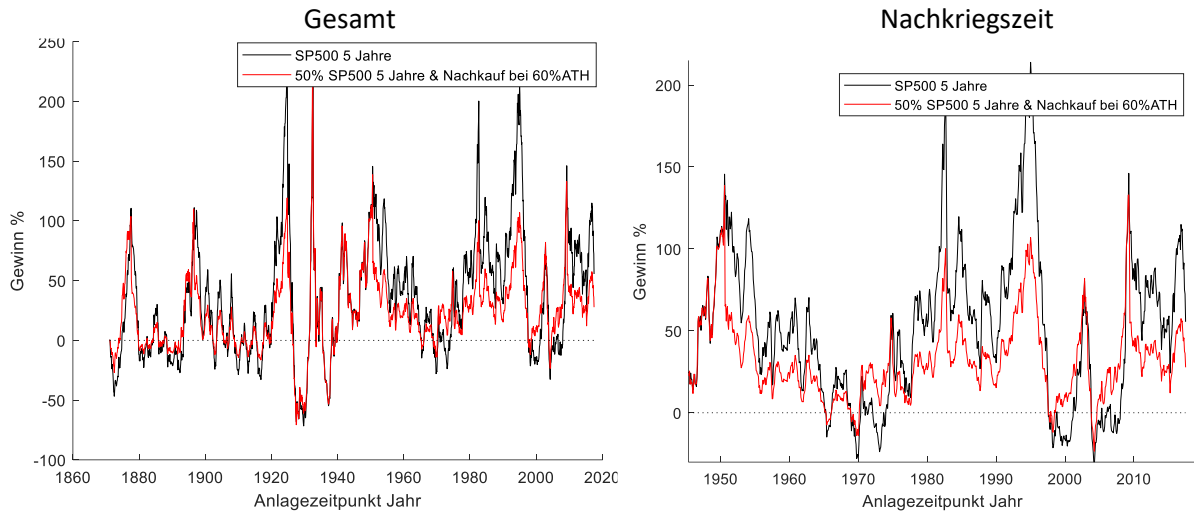 Gesamt
250
200
150
100
50
0
-50
-100
Gewinn %
SP500 5 Jahre
50% SP500 5 Jahre & Nachkauf bei 60%ATH
1860
1880
1900
1920
1940
1960
1980
2000
2020
Anlagezeitpunkt Jahr
Nachkriegszeit
200
150
100
50
0
Gewinn %
SP500 5 Jahre
50% SP500 5 Jahre & Nachkauf bei 60%ATH
1950
1960
1970
1980
1990
2000
2010
Anlagezeitpunkt Jahr